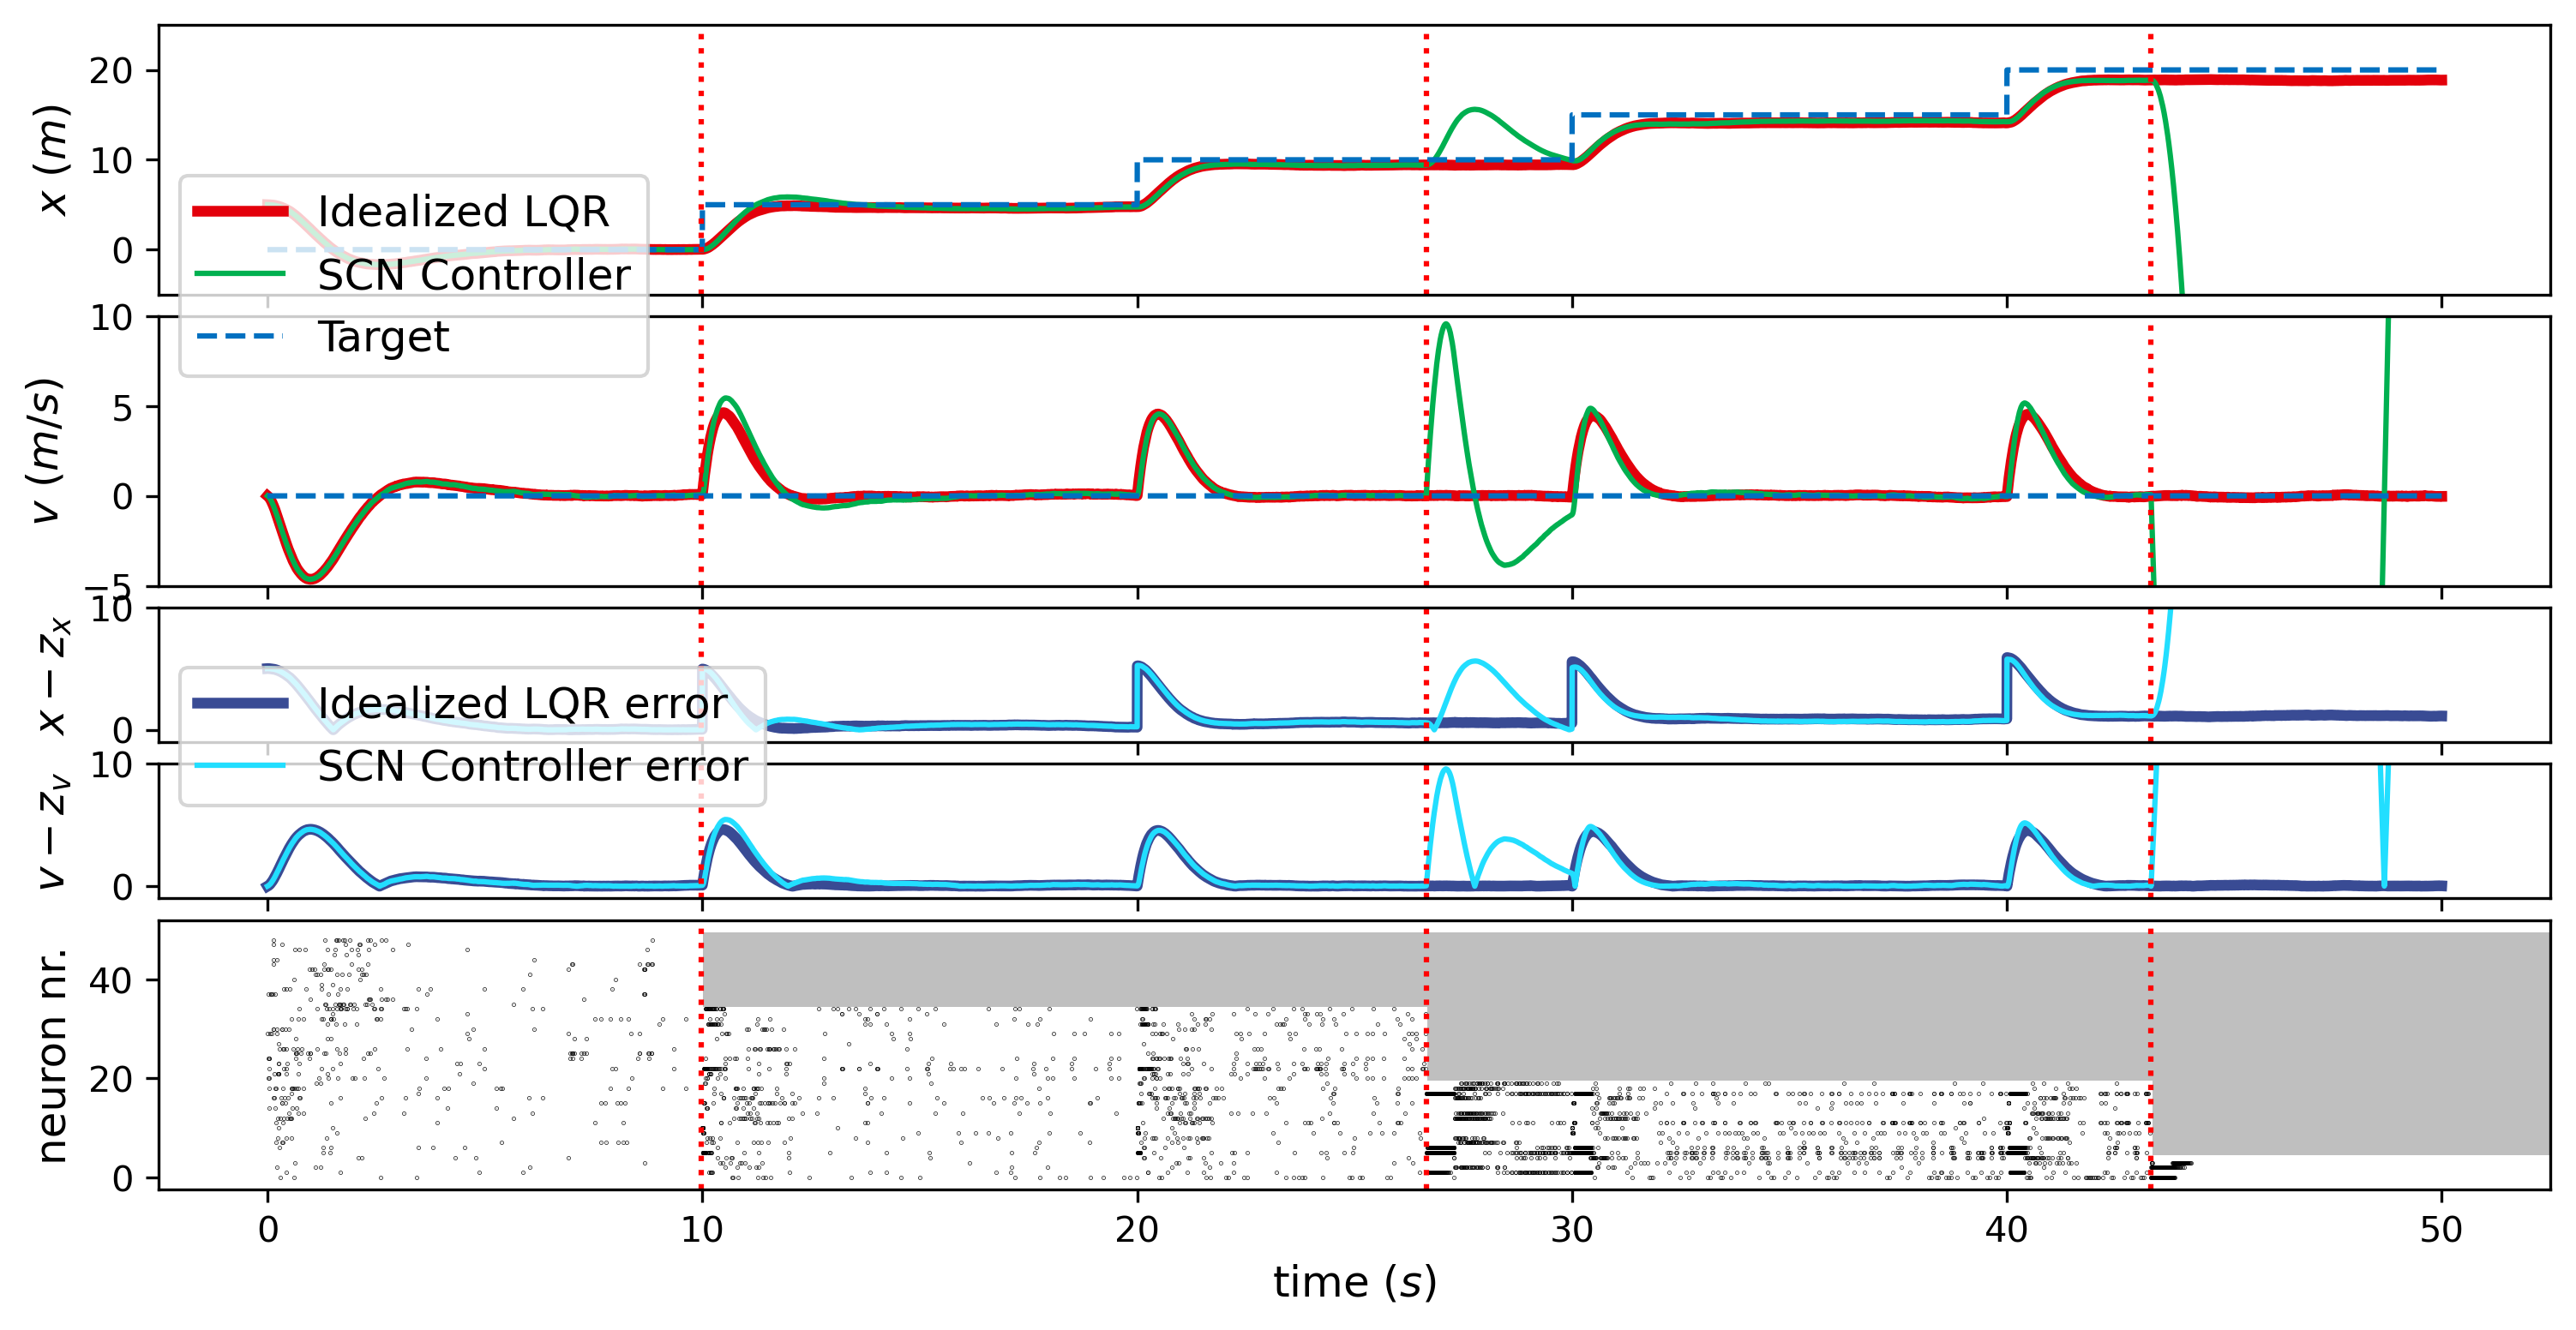 20
10
0
x (m)
Idealized LQR
SCN Controller
Target
10
5
0
−5
v (m/s)
10
0
x − z_x
Idealized LQR error
SCN Controller error
10
0
v − z_v
40
20
0
neuron nr.
0 10 20 30 40 50
time (s)